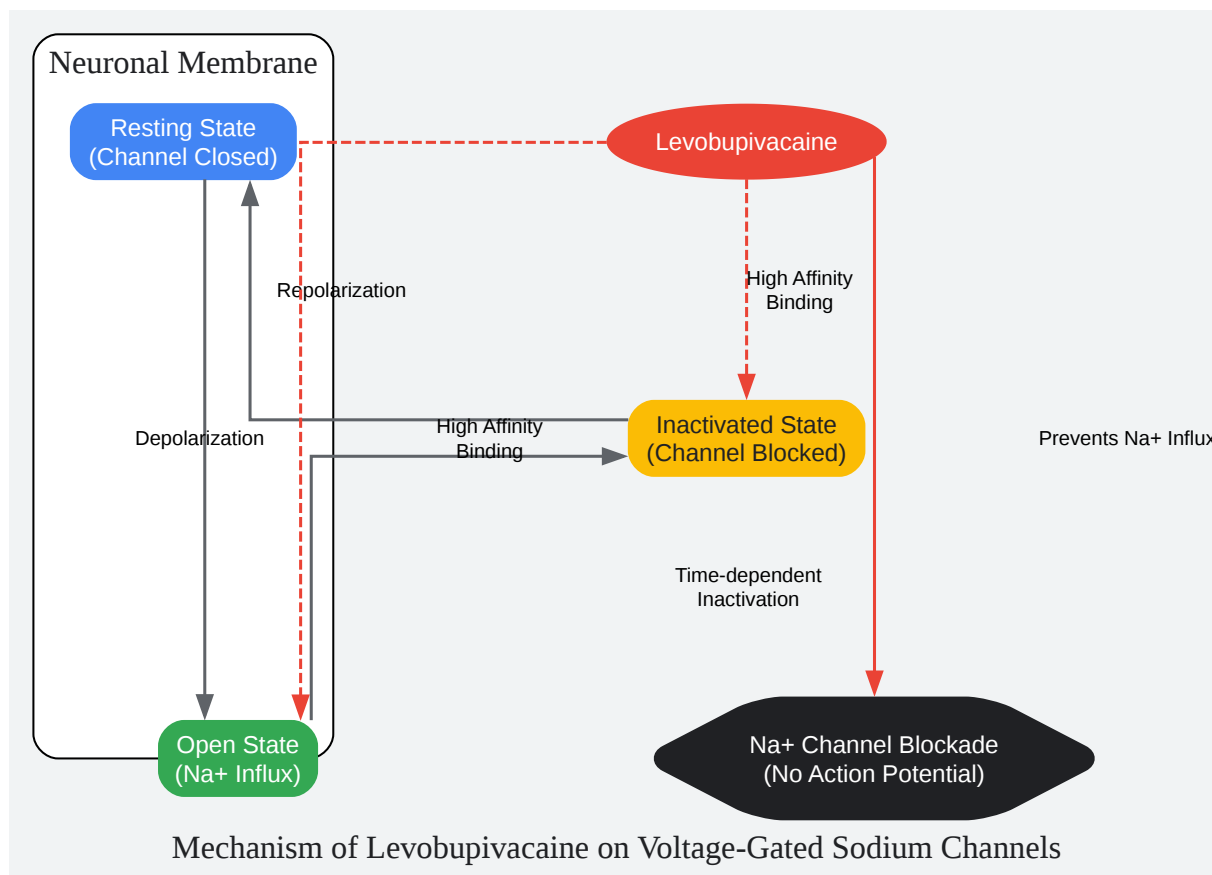 Neuronal Membrane
Resting State
(Channel Closed)
Levobupivacaine
Repolarization
High Affinity
Binding
Depolarization
High Affinity
Binding
Inactivated State
(Channel Blocked)
Prevents Na+ Influx
Time-dependent
Inactivation
Open State
(Na+ Influx)
Na+ Channel Blockade
(No Action Potential)
Mechanism of Levobupivacaine on Voltage-Gated Sodium Channels